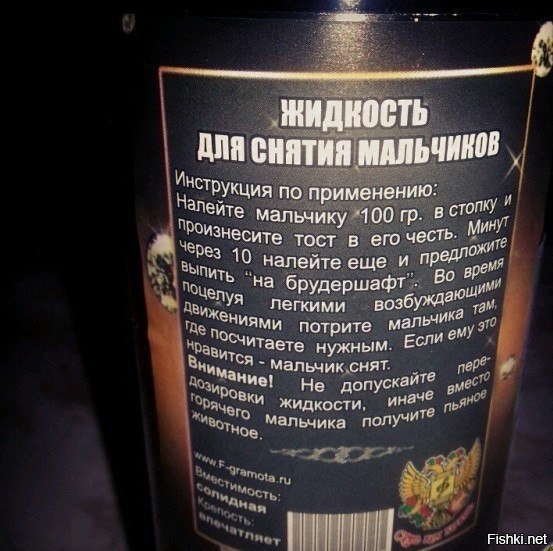 ЖИДКОСТЬ
ДЛЯ СНЯТИЯ МАЛЬЧИКОВ
Инструкция по применению:
Налейте мальчику 100 гр. в стопку и
произнесите тост в его честь. Минут
через 10 налейте еще и предложите
выпить "на брудершафт". Во время
поцелуя легкими возбуждающими
движениями потрите мальчика там,
где посчитаете нужным. Если ему это
нравится - мальчик снят.
Внимание! Не допускайте пере-
дозировки жидкости, иначе вместо
горячего мальчика получите пьяное
животное.
www.F-gramota.ru
Вместимость:
солидная
Крепость:
впечатляет
Fishki.net